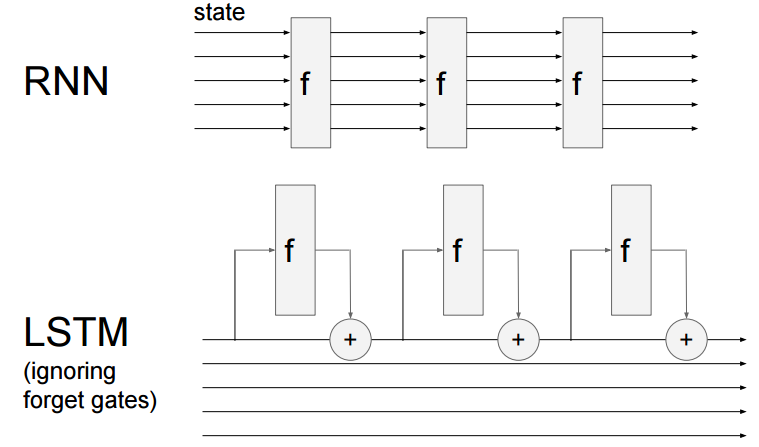 state
RNN
f f f
f f f
LSTM
+ + +
(ignoring
forget gates)